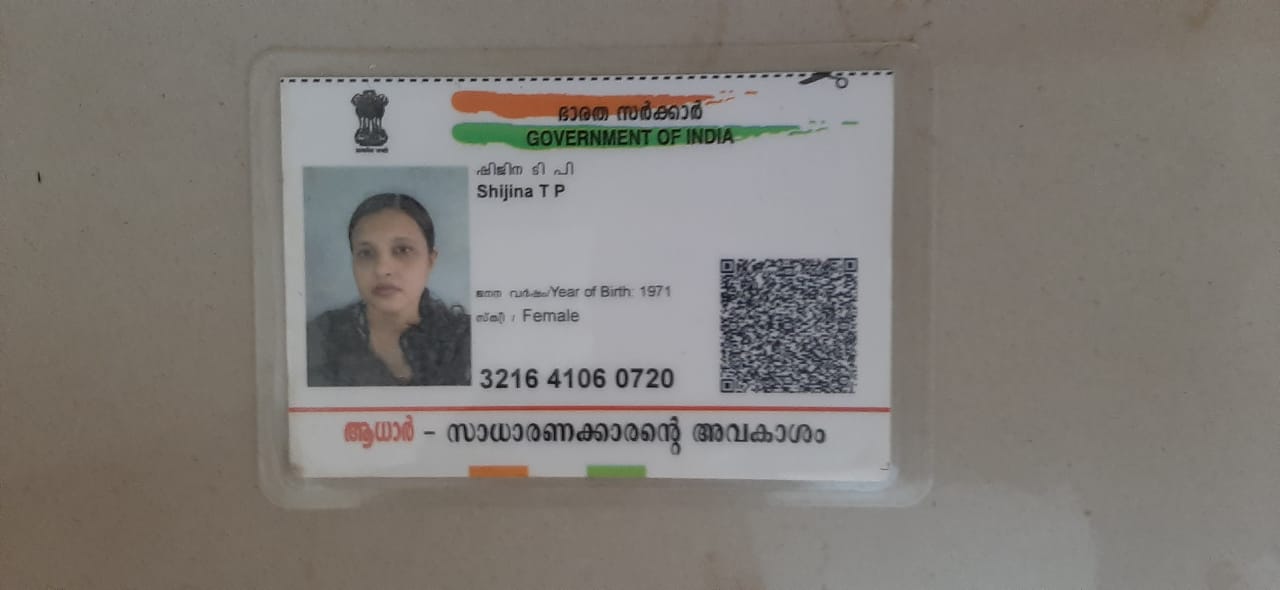 ഭാരത സർക്കാർ
GOVERNMENT OF INDIA
ഷിജിന ടി പി
Shijina T P
ജനന വർഷം/Year of Birth: 1971
സ്ത്രീ / Female
3216 4106 0720
ആധാർ - സാധാരണക്കാരന്റെ അവകാശം